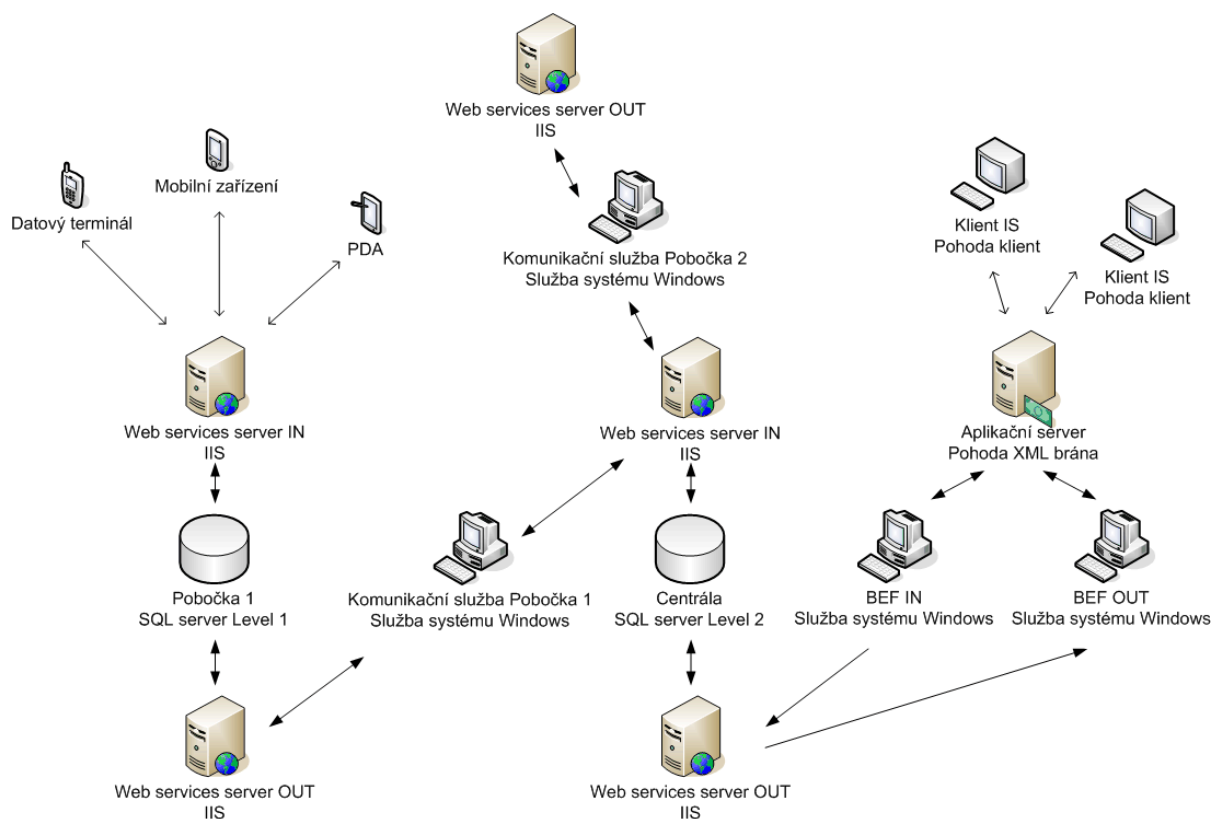 Web services server OUT
IIS
Mobilní zařízení
Datový terminál
PDA
Klient IS
Pohoda klient
Komunikační služba Pobočka 2
Služba systému Windows
Klient IS
Pohoda klient
Web services server IN
IIS
Web services server IN
IIS
Aplikační server
Pohoda XML brána
Pobočka 1
SQL server Level 1
Komunikační služba Pobočka 1
Služba systému Windows
Centrála
SQL server Level 2
BEF IN
Služba systému Windows
BEF OUT
Služba systému Windows
Web services server OUT
IIS
Web services server OUT
IIS